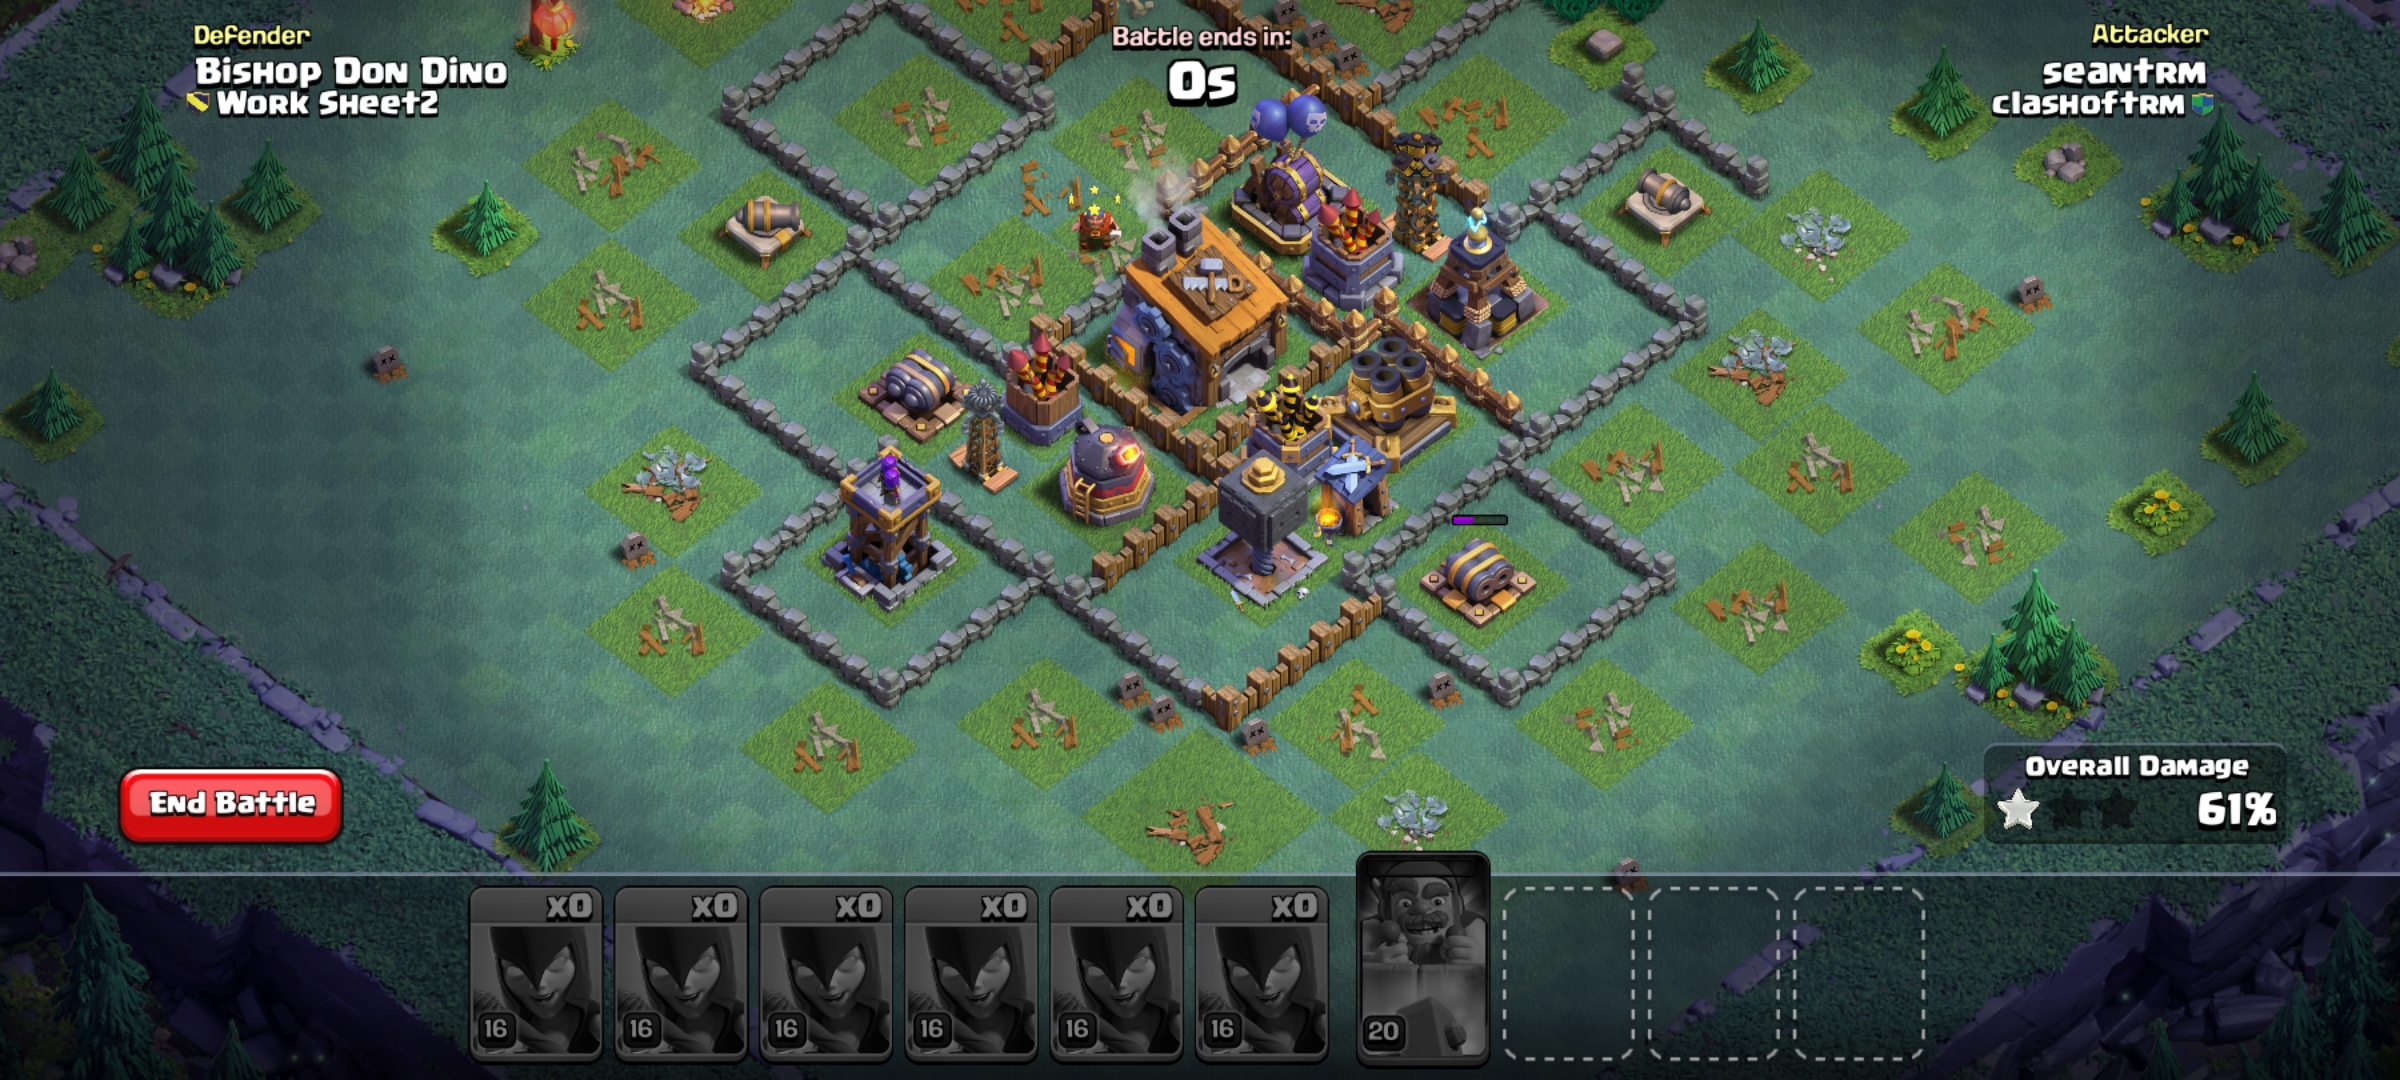 Defender
Bishop Don Dino
Work Sheet2
Battle ends in:
0s
Attacker
seantRM
clashoftRM
End Battle
Overall Damage
61%
x0
x0
x0
x0
x0
x0
16
16
16
16
16
16
20